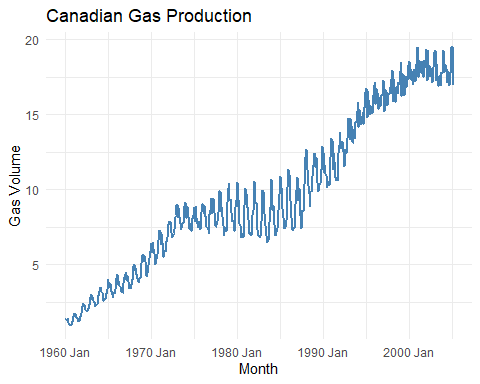 Canadian Gas Production
Gas Volume
20
15
10
5
1960 Jan
1970 Jan
1980 Jan
1990 Jan
2000 Jan
Month